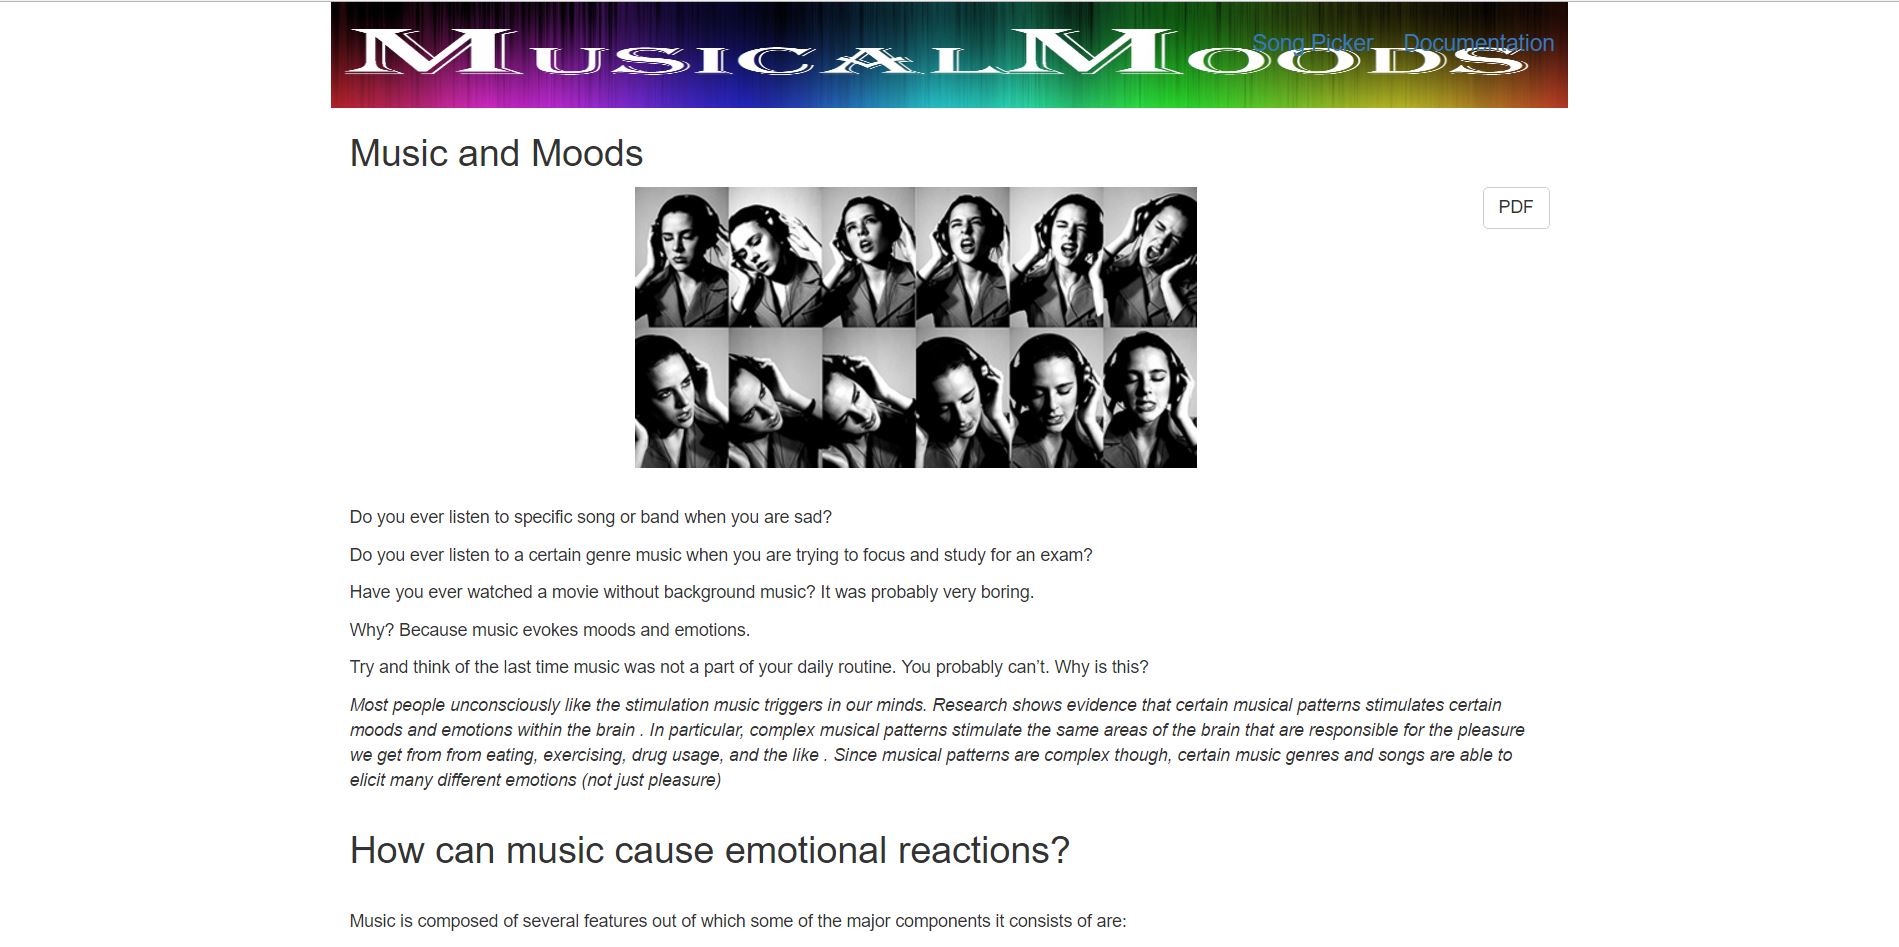 MusicalMoods
Song Picker Documentation
Music and Moods
PDF
Do you ever listen to specific song or band when you are sad?
Do you ever listen to a certain genre music when you are trying to focus and study for an exam?
Have you ever watched a movie without background music? It was probably very boring.
Why? Because music evokes moods and emotions.
Try and think of the last time music was not a part of your daily routine. You probably can’t. Why is this?
Most people unconsciously like the stimulation music triggers in our minds. Research shows evidence that certain musical patterns stimulates certain
moods and emotions within the brain . In particular, complex musical patterns stimulate the same areas of the brain that are responsible for the pleasure
we get from from eating, exercising, drug usage, and the like . Since musical patterns are complex though, certain music genres and songs are able to
elicit many different emotions (not just pleasure)
How can music cause emotional reactions?
Music is composed of several features out of which some of the major components it consists of are: